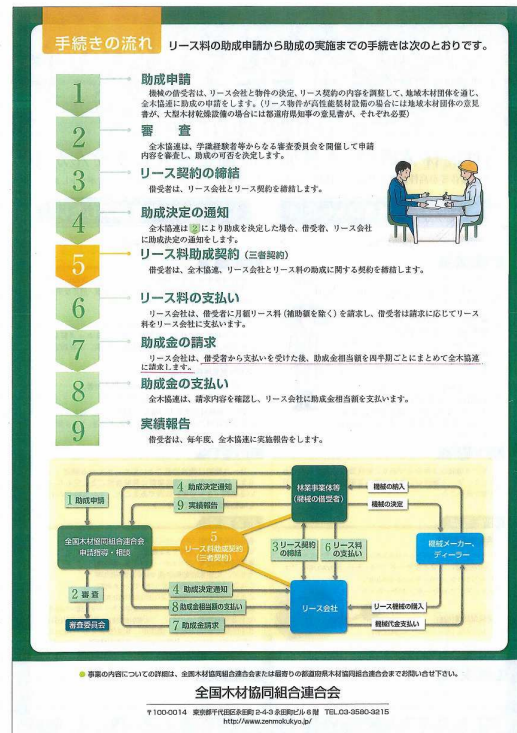 手続きの流れ
リース料の助成申請から助成の実施までの手続きは次のとおりです。
1
助成申請
機械の借受者は、リース会社と物件の決定、リース契約の内容を調整して、地域木材団体を通じ、
全木協連に助成の申請をします。(リース物件が高性能製材設備の場合には地域木材団体の意見
書が、大型木材乾燥設備の場合には都道府県知事の意見書が、それぞれ必要)
2
審 査
全木協連は、学識経験者等からなる審査委員会を開催して申請
内容を審査し、助成の可否を決定します。
3
リース契約の締結
借受者は、リース会社とリース契約を締結します。
4
助成決定の通知
全木協連は2により助成を決定した場合、借受者、リース会社
に助成決定の通知をします。
5
リース料助成契約(三者契約)
借受者は、全木協連、リース会社とリース料の助成に関する契約を締結します。
6
リース料の支払い
リース会社は、借受者に月額リース料(補助額を除く)を請求し、借受者は請求に応じてリース
料をリース会社に支払います。
7
助成金の請求
リース会社は、借受者から支払いを受けた後、助成金相当額を四半期ごとにまとめて全木協連
に請求します。
8
助成金の支払い
全木協連は、請求内容を確認し、リース会社に助成金相当額を支払います。
9
実績報告
借受者は、毎年度、全木協連に実施報告をします。
1 助成申請
4 助成決定通知
9 実績報告
林業事業体等
(機械の借受者)
機械の納入
機械の決定
全国木材協同組合連合会
申請指導・相談
5
リース料助成契約
(三者契約)
3 リース契約
の締結
6 リース料
の支払い
機械メーカー、
ディーラー
2 審 査
審査委員会
4 助成決定通知
8 助成金相当額の支払い
7 助成金請求
リース会社
リース機械の購入
機械代金支払い
● 事業の内容についての詳細は、全国木材協同組合連合会または最寄りの都道府県木材協同組合連合会までお問い合せ下さい。
全国木材協同組合連合会
〒100-0014 東京都千代田区永田町2-4-3 永田町ビル6階 TEL.03-3580-3215
http://www.zenmokukyo.jp/